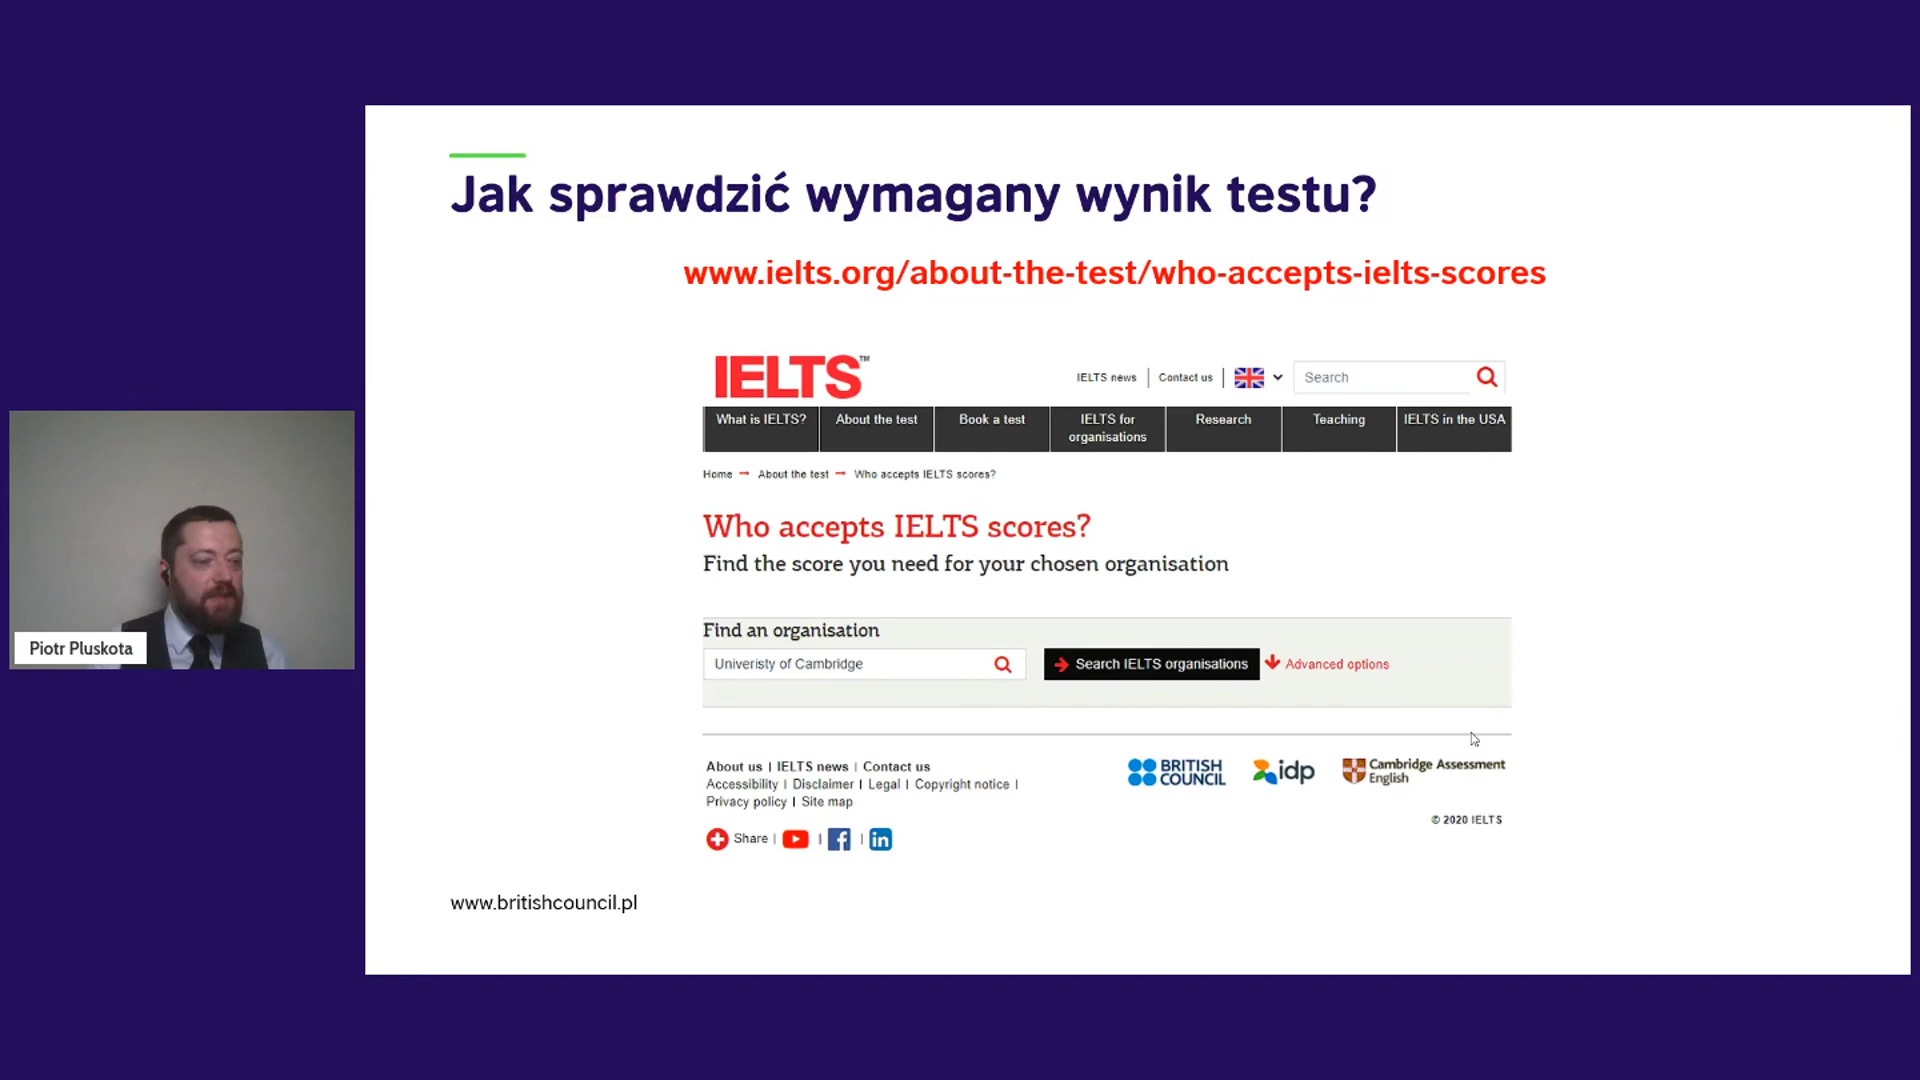 Jak sprawdzić wymagany wynik testu?
www.ielts.org/about-the-test/who-accepts-ielts-scores
IELTS™
IELTS news | Contact us | Search
What is IELTS? About the test Book a test IELTS for organisations Research Teaching IELTS in the USA
Home → About the test → Who accepts IELTS scores?
Who accepts IELTS scores?
Find the score you need for your chosen organisation
Find an organisation
Univeristy of Cambridge Search IELTS organisations Advanced options
About us | IELTS news | Contact us
Accessibility | Disclaimer | Legal | Copyright notice |
Privacy policy | Site map
BRITISH COUNCIL
idp
Cambridge Assessment English
© 2020 IELTS
Share | | f | in
www.britishcouncil.pl
Piotr Pluskota